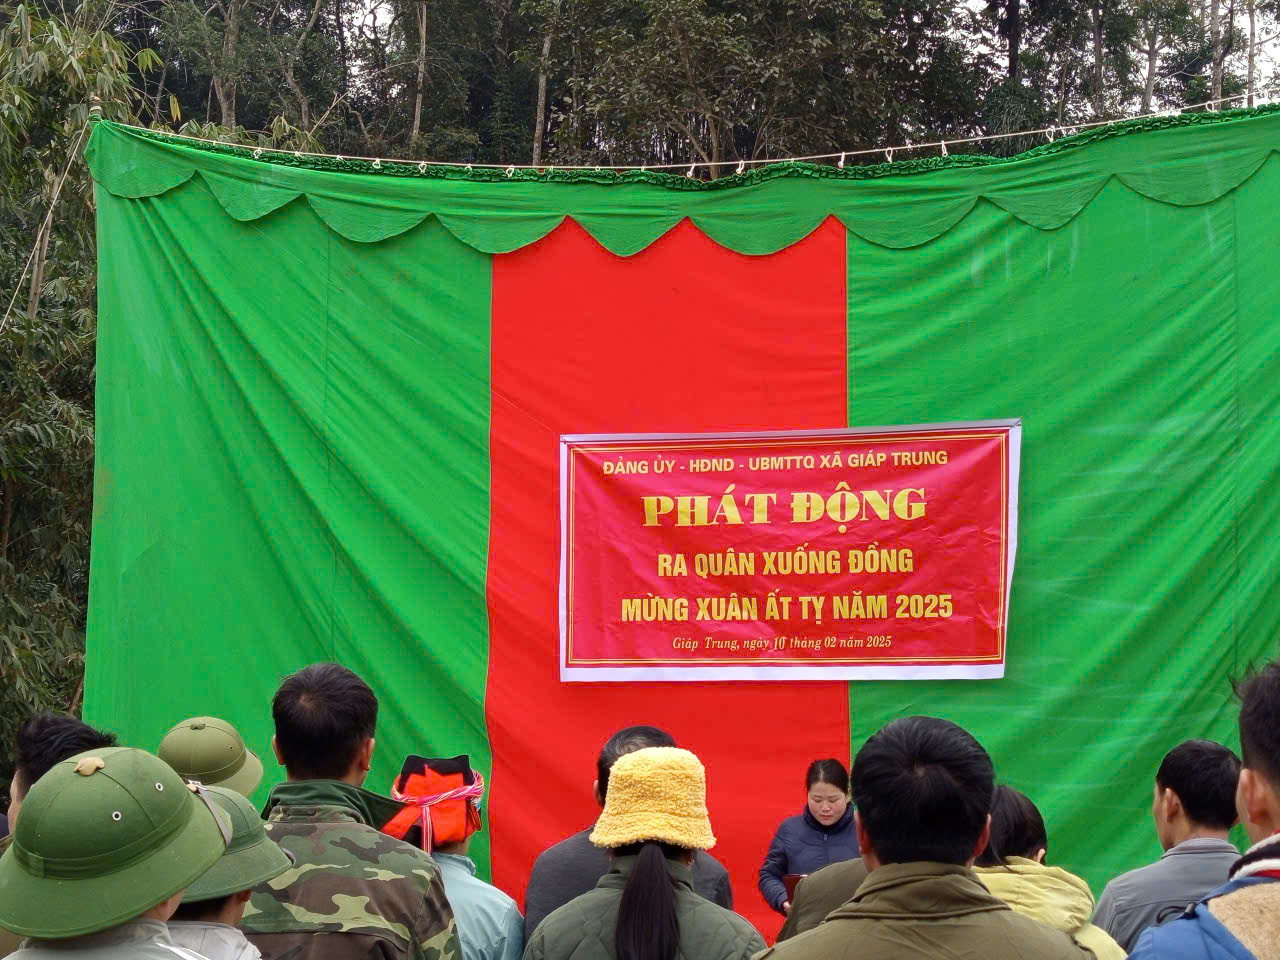 ĐẢNG ỦY - HĐND - UBMTTQ XÃ GIÁP TRUNG
PHÁT ĐỘNG
RA QUÂN XUỐNG ĐỒNG
MỪNG XUÂN ẤT TỴ NĂM 2025
Giáp Trung, ngày 10 tháng 02 năm 2025